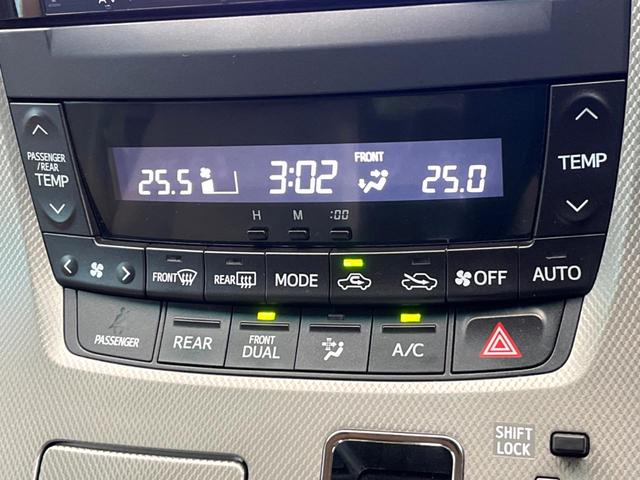 PASSENGER
/REAR
TEMP
25.5
3:02
FRONT
25.0
TEMP
H M :00
FRONT
REAR
MODE
OFF
AUTO
PASSENGER
REAR
FRONT
DUAL
A/C
SHIFT
LOCK